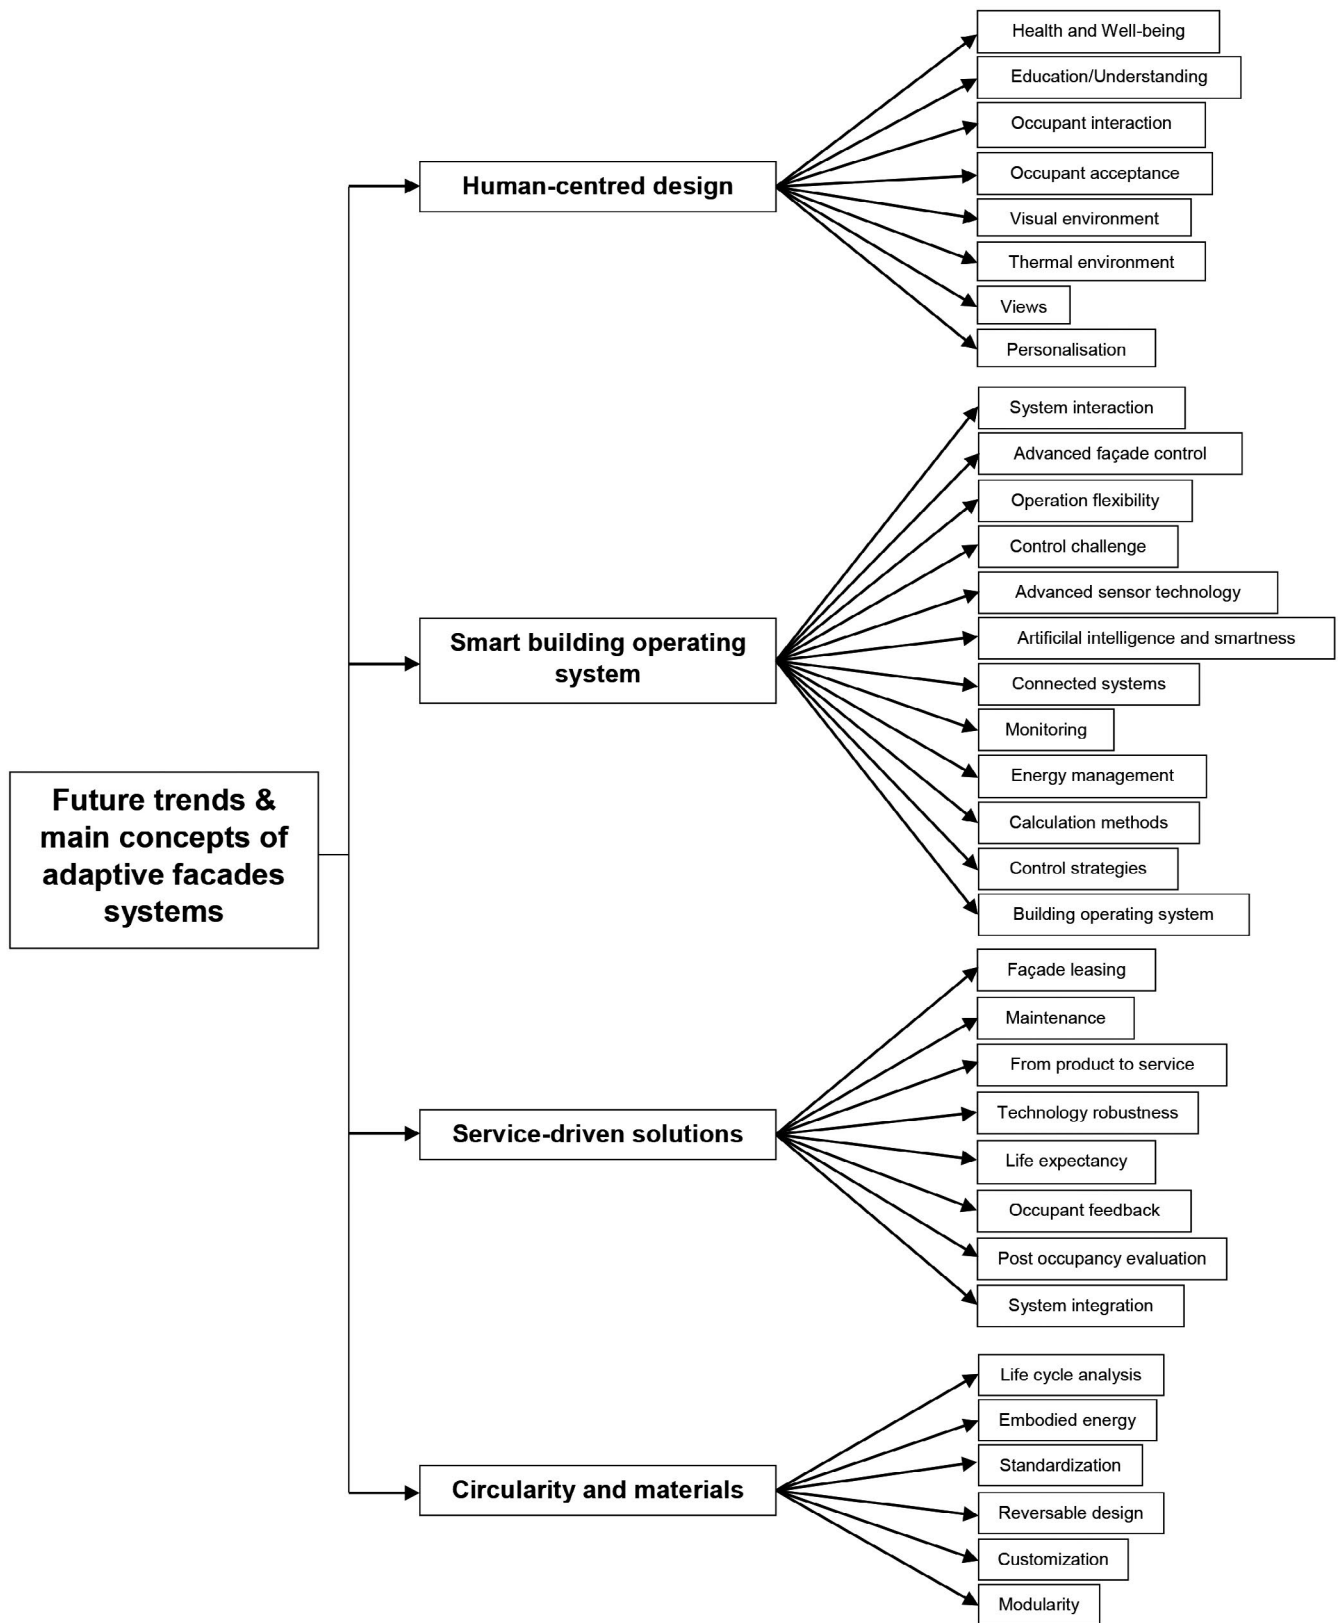 Future trends &
main concepts of
adaptive facades
systems
Human-centred design
Health and Well-being
Education/Understanding
Occupant interaction
Occupant acceptance
Visual environment
Thermal environment
Views
Personalisation
Smart building operating
system
System interaction
Advanced façade control
Operation flexibility
Control challenge
Advanced sensor technology
Artificilal intelligence and smartness
Connected systems
Monitoring
Energy management
Calculation methods
Control strategies
Building operating system
Service-driven solutions
Façade leasing
Maintenance
From product to service
Technology robustness
Life expectancy
Occupant feedback
Post occupancy evaluation
System integration
Circularity and materials
Life cycle analysis
Embodied energy
Standardization
Reversable design
Customization
Modularity